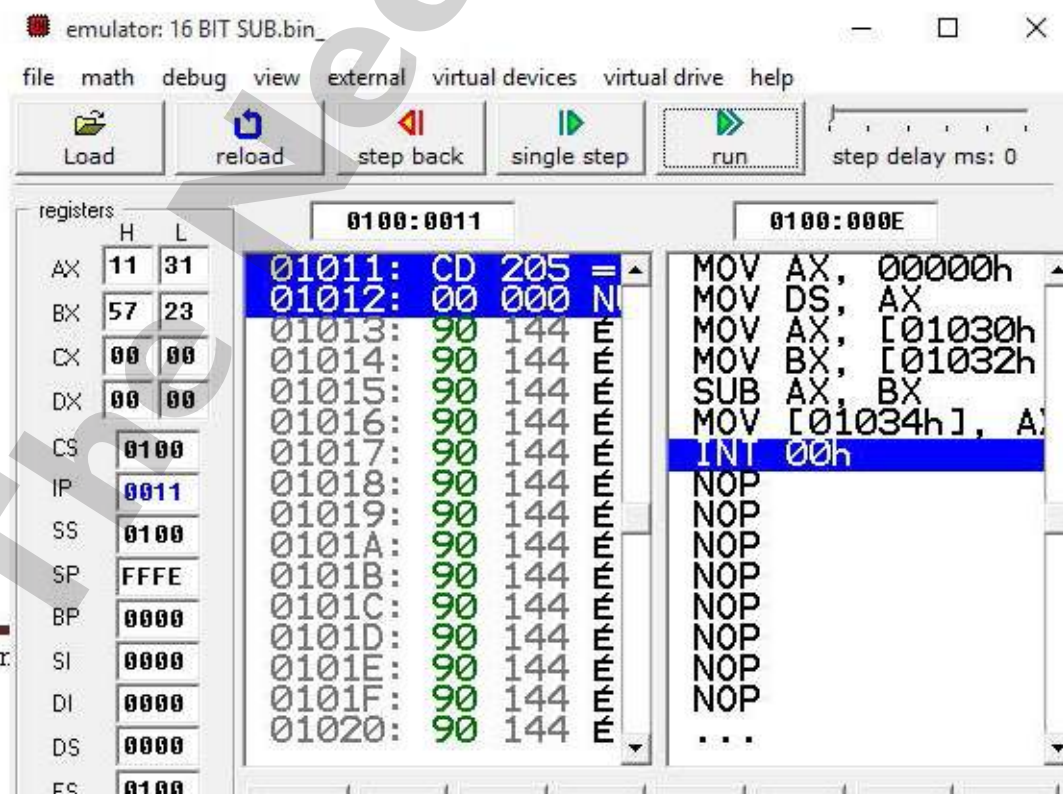 emulator: 16 BIT SUB.bin_
file math debug view external virtual devices virtual drive help
Load reload step back single step run step delay ms: 0
registers
H L
AX 11 31
BX 57 23
CX 00 00
DX 00 00
CS 0100
IP 0011
SS 0100
SP FFFE
BP 0000
SI 0000
DI 0000
DS 0000
ES 0100
0100:0011
01011: CD 205 =
01012: 00 000 NU
01013: 90 144 É
01014: 90 144 É
01015: 90 144 É
01016: 90 144 É
01017: 90 144 É
01018: 90 144 É
01019: 90 144 É
0101A: 90 144 É
0101B: 90 144 É
0101C: 90 144 É
0101D: 90 144 É
0101E: 90 144 É
0101F: 90 144 É
01020: 90 144 É
0100:000E
MOV AX, 00000h
MOV DS, AX
MOV AX, [01030h
MOV BX, [01032h
SUB AX, BX
MOV [01034h], A
INT 00h
NOP
NOP
NOP
NOP
NOP
NOP
NOP
NOP
...